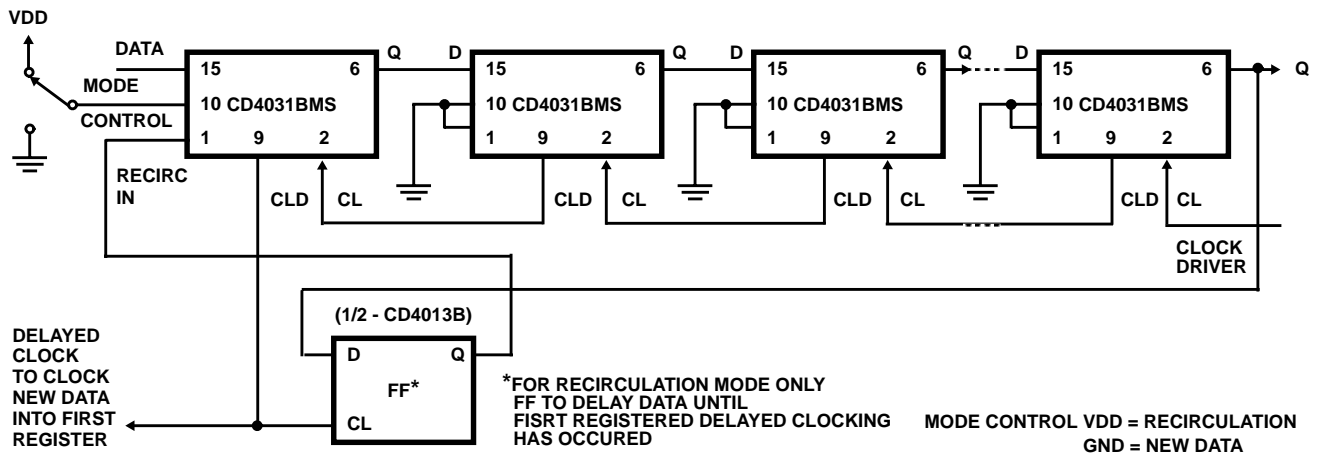 VDD
DATA
MODE
CONTROL
RECIRC
IN
15 6
10 CD4031BMS
1 9 2
Q D
CLD CL
15 6
10 CD4031BMS
1 9 2
Q D
CLD CL
15 6
10 CD4031BMS
1 9 2
Q D
CLD CL
15 6
10 CD4031BMS
1 9 2
Q
CLOCK
DRIVER
(1/2 - CD4013B)
D Q
FF*
CL
DELAYED
CLOCK
TO CLOCK
NEW DATA
INTO FIRST
REGISTER
*FOR RECIRCULATION MODE ONLY
FF TO DELAY DATA UNTIL
FISRT REGISTERED DELAYED CLOCKING
HAS OCCURED
MODE CONTROL VDD = RECIRCULATION
GND = NEW DATA